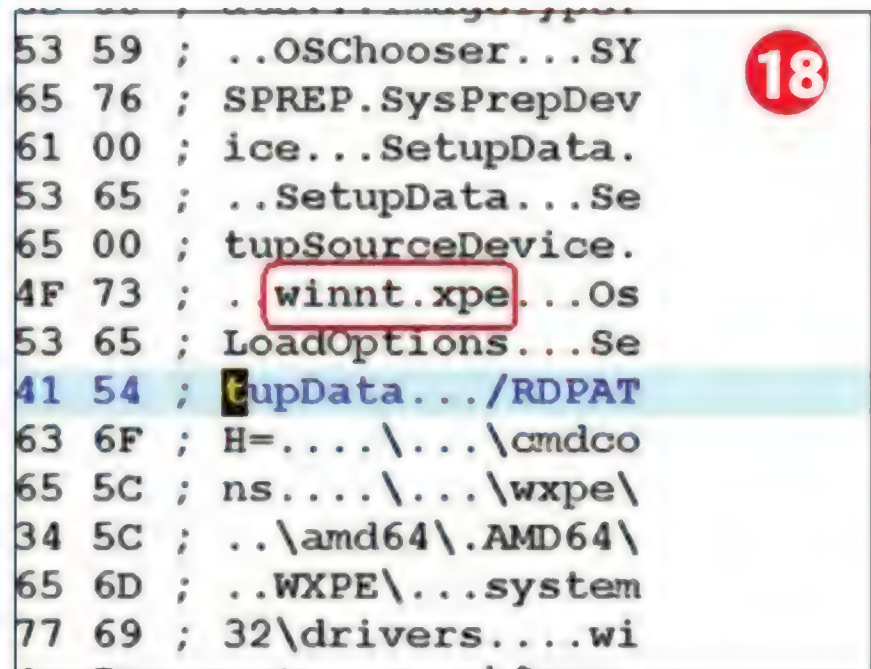 18
53 59 ; ..OSChooser...SY
65 76 ; SPREP.SysPrepDev
61 00 ; ice...SetupData.
53 65 ; ..SetupData...Se
65 00 ; tupSourceDevice.
4F 73 ; ..winnt.xpe...Os
53 65 ; LoadOptions...Se
41 54 ; tupData.../RDPAT
63 6F ; H=....\...\cmdco
65 5C ; ns....\...\wxpe\
34 5C ; ..\amd64\.AMD64\
65 6D ; ..WXPE\...system
77 69 ; 32\drivers....wi